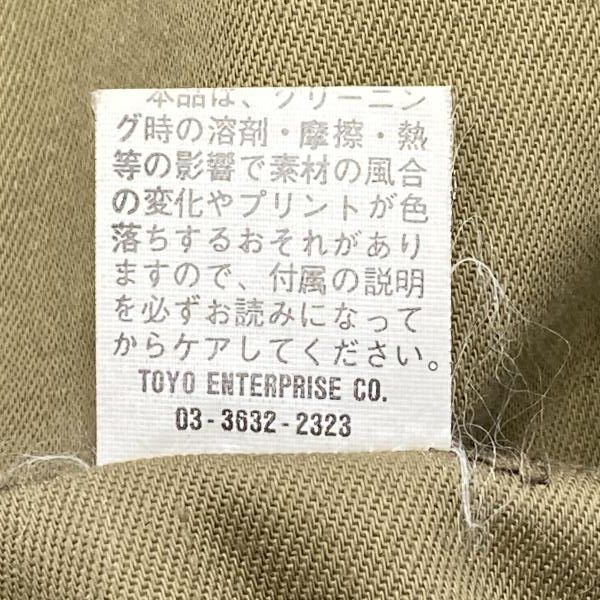 本品は、クリーニン
グ時の溶剤・摩擦・熱
等の影響で素材の風合
の変化やプリントが色
落ちするおそれがあり
ますので、付属の説明
を必ずお読みになって
からケアしてください。
TOYO ENTERPRISE CO.
03-3632-2323